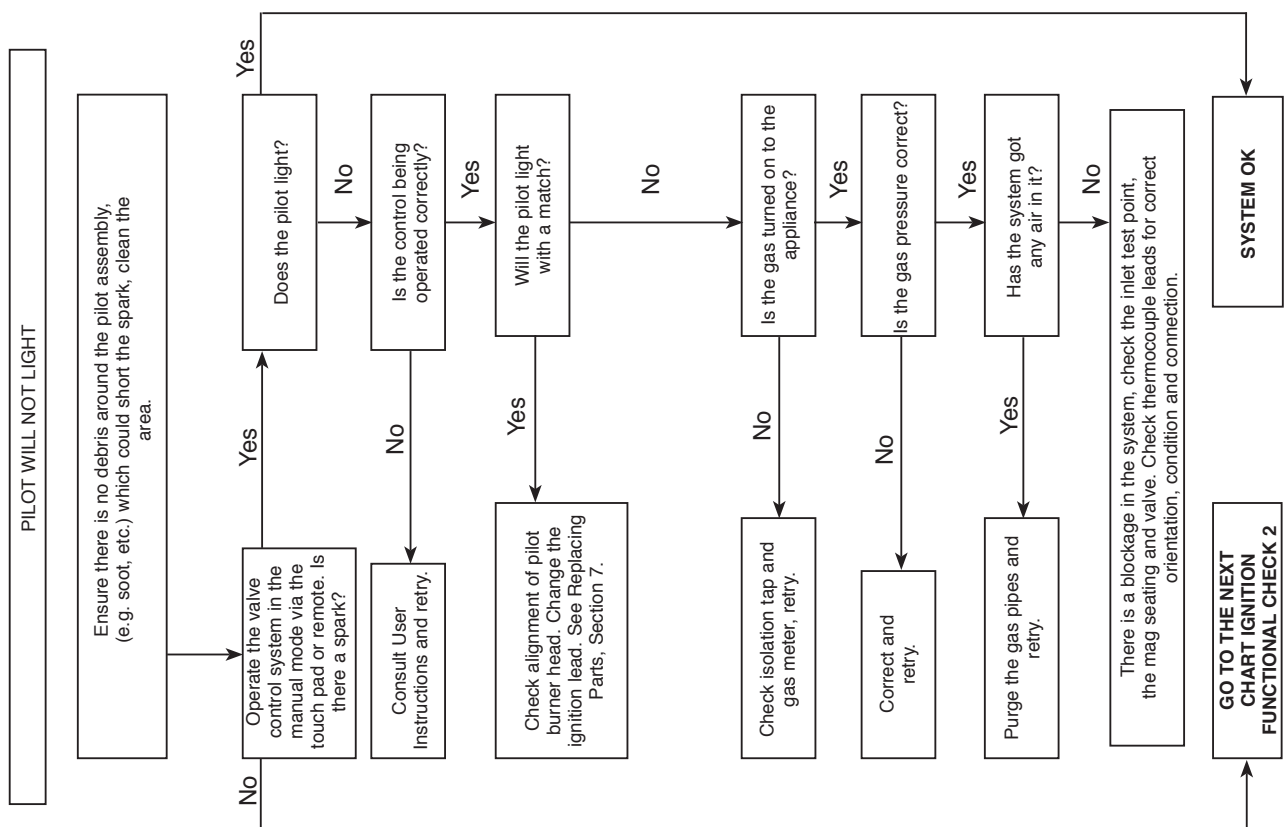 PILOT WILL NOT LIGHT
Ensure there is no debris around the pilot assembly,
(e.g. soot, etc.) which could short the spark, clean the
area.
Operate the valve
control system in the
manual mode via the
touch pad or remote. Is
there a spark?
Yes
No
Does the pilot light?
Yes
No
Is the control being
operated correctly?
No
Consult User
Instructions and retry.
Yes
Will the pilot light
with a match?
Yes
Check alignment of pilot
burner head. Change the
ignition lead. See Replacing
Parts, Section 7.
No
Is the gas turned on to the
appliance?
No
Check isolation tap and
gas meter, retry.
Yes
Is the gas pressure correct?
No
Correct and
retry.
Yes
Has the system got
any air in it?
Yes
Purge the gas pipes and
retry.
No
There is a blockage in the system, check the inlet test point,
the mag seating and valve. Check thermocouple leads for correct
orientation, condition and connection.
GO TO THE NEXT
CHART IGNITION
FUNCTIONAL CHECK 2
SYSTEM OK